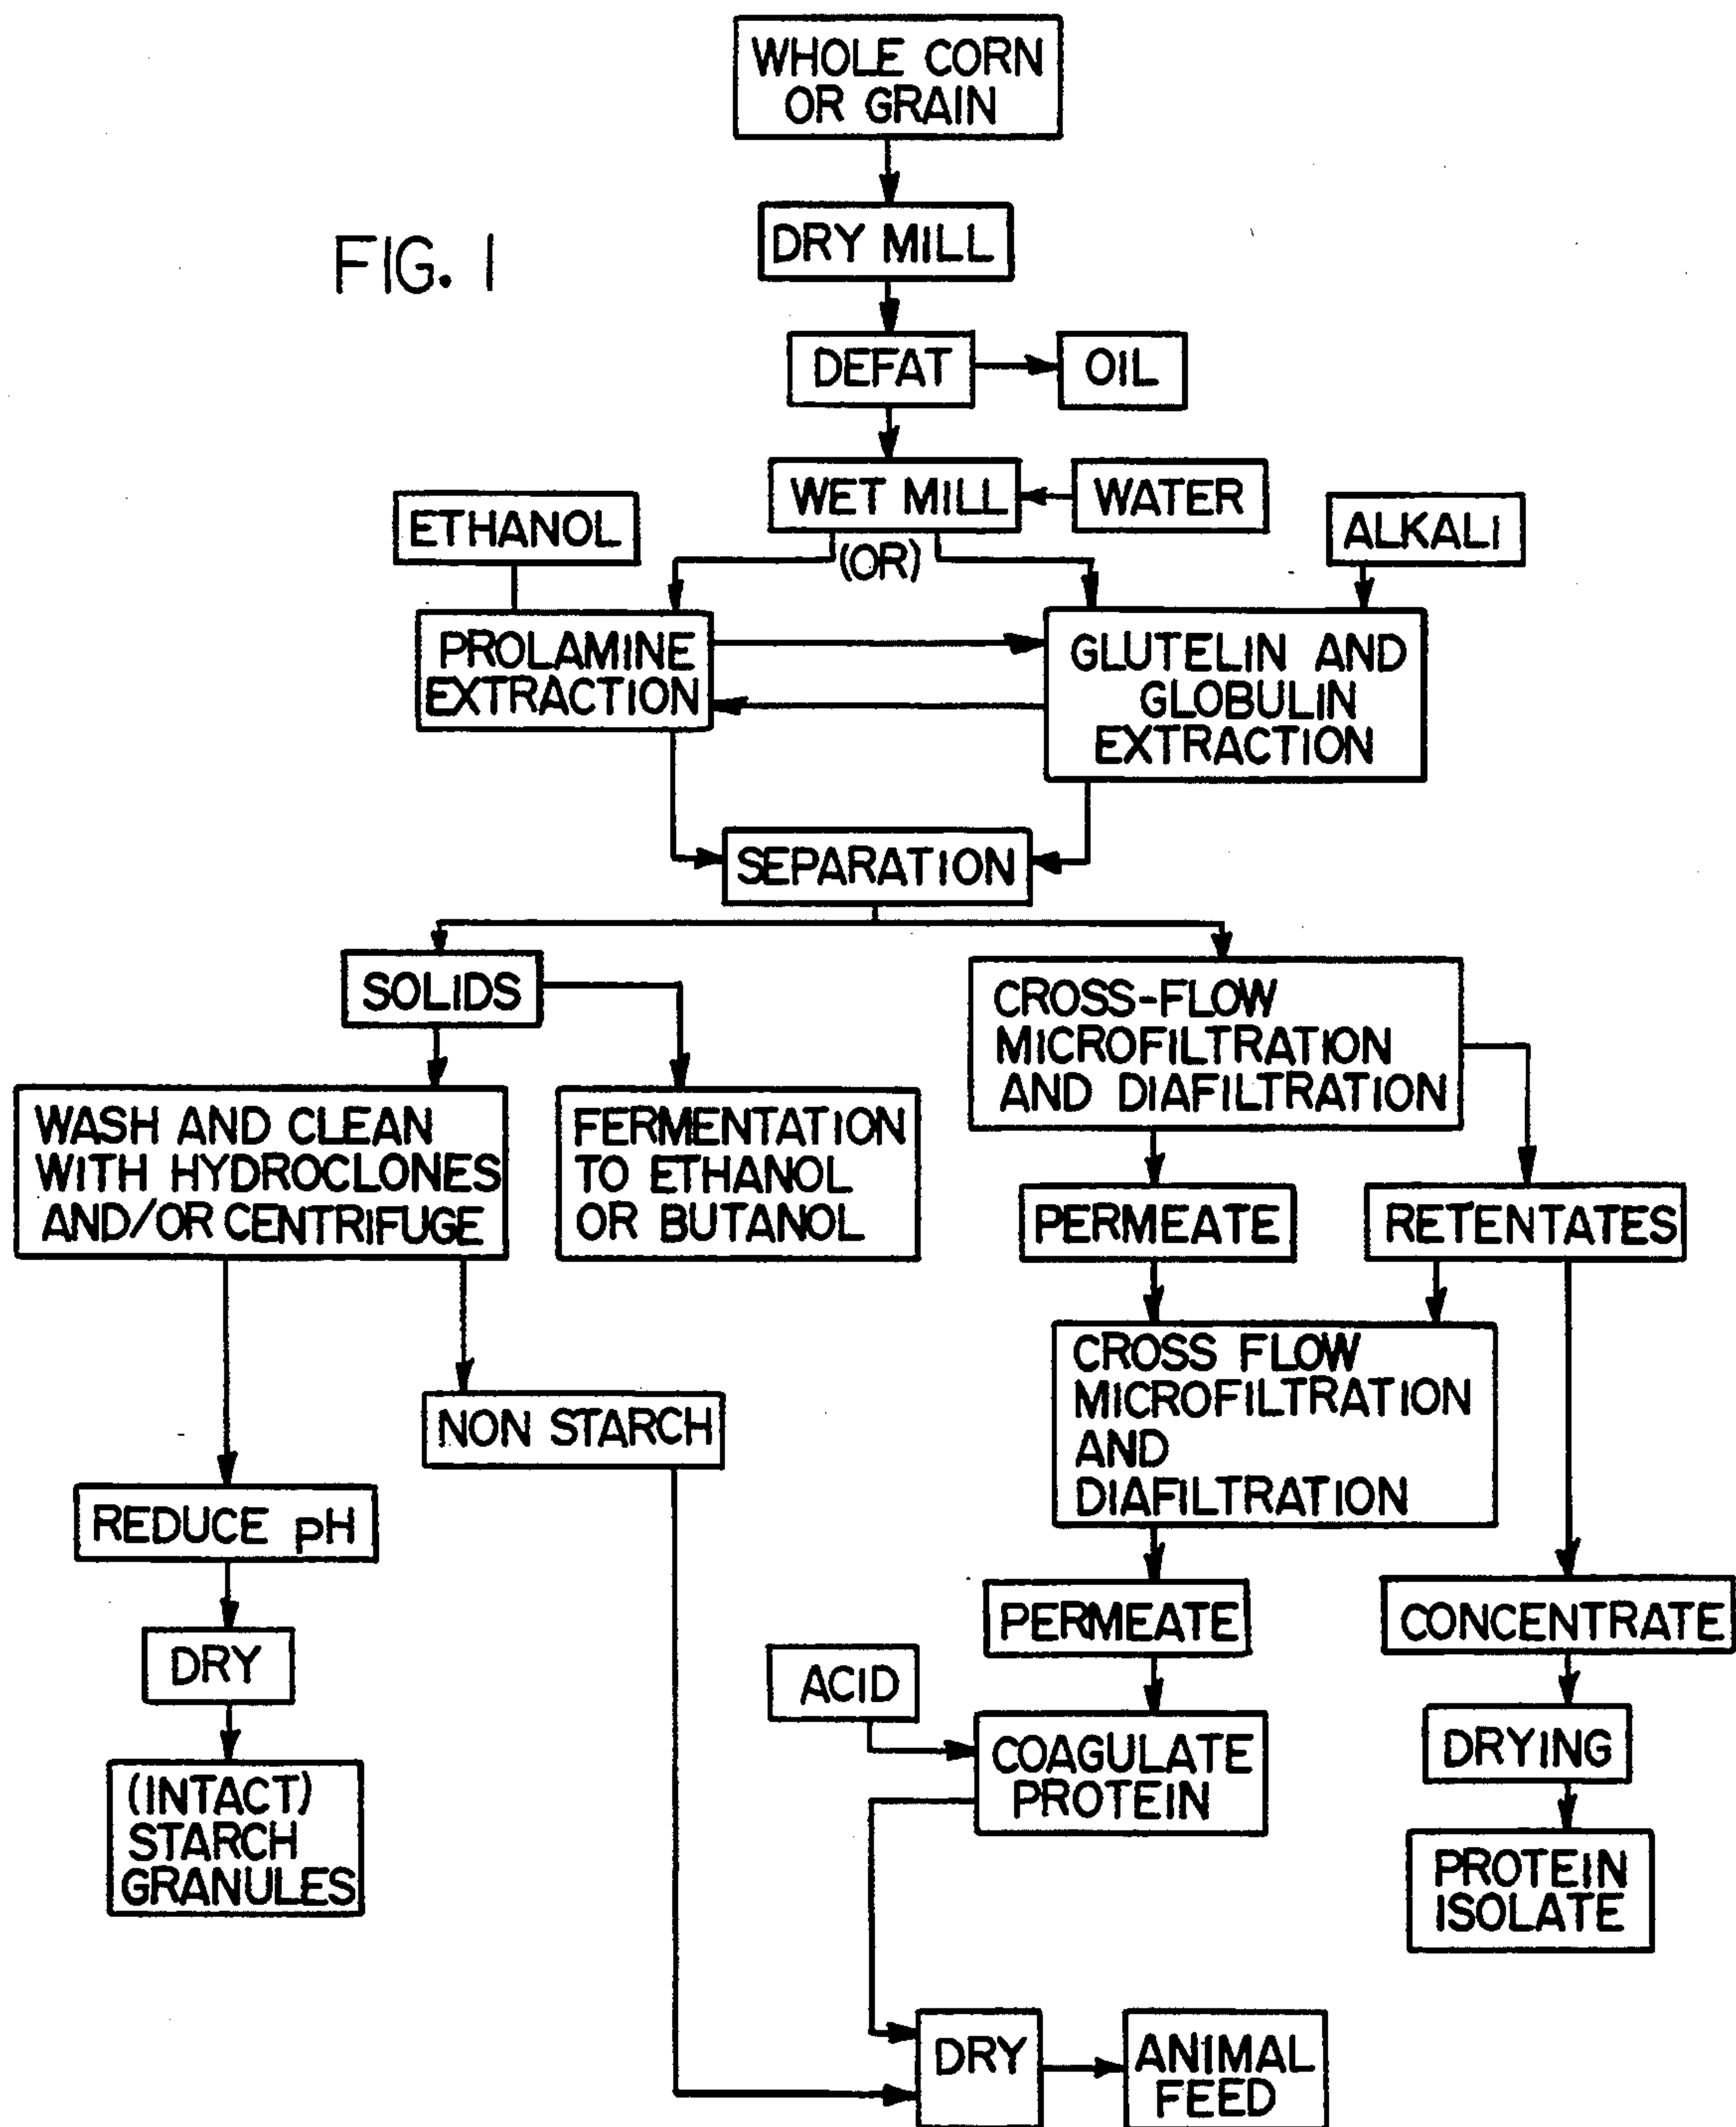 WHOLE CORN
OR GRAIN
FIG. 1
DRY MILL
DEFAT
OIL
WET MILL
WATER
ETHANOL
ALKALI
(OR)
PROLAMINE
EXTRACTION
GLUTELIN AND
GLOBULIN
EXTRACTION
SEPARATION
SOLIDS
CROSS-FLOW
MICROFILTRATION
AND DIAFILTRATION
WASH AND CLEAN
WITH HYDROCLONES
AND/OR CENTRIFUGE
FERMENTATION
TO ETHANOL
OR BUTANOL
PERMEATE
RETENTATES
CROSS FLOW
MICROFILTRATION
AND
DIAFILTRATION
NON STARCH
REDUCE pH
PERMEATE
CONCENTRATE
DRY
ACID
COAGULATE
PROTEIN
DRYING
(INTACT)
STARCH
GRANULES
PROTEIN
ISOLATE
DRY
ANIMAL
FEED